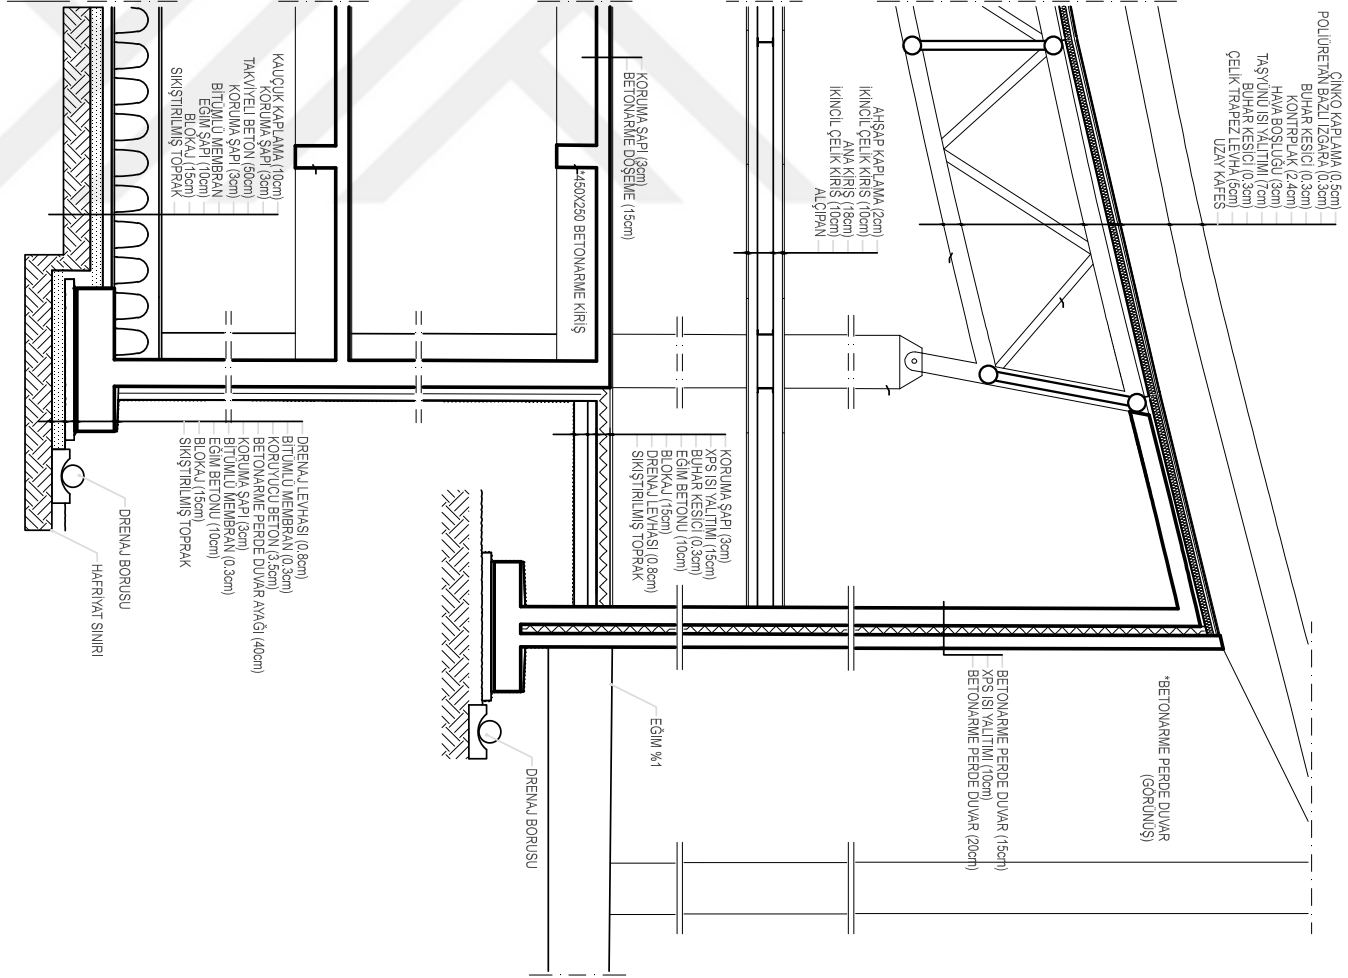 ÇİNKO KAPLAMA (0.5cm)
POLİÜRETAN BAZLI IZGARA (0.3cm)
BUHAR KESİCİ (0.3cm)
KONTRPLAK (2.4cm)
HAVA BOŞLUĞU (3cm)
TAŞYÜNÜ ISI YALITIMI (7cm)
BUHAR KESİCİ (0.3cm)
ÇELİK TRAPEZ LEVHA (5cm)
UZAY KAFES
AHŞAP KAPLAMA (2cm)
İKİNCİL ÇELİK KİRİŞ (10cm)
ANA KİRİŞ (18cm)
İKİNCİL ÇELİK KİRİŞ (10cm)
ALÇIPAN
KORUMA ŞAPI (3cm)
BETONARME DÖŞEME (15cm)
*450X250 BETONARME KİRİŞ
KAUÇUK KAPLAMA (10cm)
KORUMA ŞAPI (3cm)
TAKVİYELİ BETON (50cm)
KORUMA ŞAPI (3cm)
BİTÜMLÜ MEMBRAN
EĞİM ŞAPI (10cm)
BLOKAJ (15cm)
SIKIŞTIRILMIŞ TOPRAK
*BETONARME PERDE DUVAR
(GÖRÜNÜŞ)
BETONARME PERDE DUVAR (15cm)
XPS ISI YALITIMI (10cm)
BETONARME PERDE DUVAR (20cm)
KORUMA ŞAPI (3cm)
XPS ISI YALITIMI (15cm)
BUHAR KESİCİ (0.3cm)
EĞİM BETONU (10cm)
BLOKAJ (15cm)
DRENAJ LEVHASI (0.8cm)
SIKIŞTIRILMIŞ TOPRAK
EĞİM %1
DRENAJ BORUSU
DRENAJ LEVHASI (0.8cm)
BİTÜMLÜ MEMBRAN (0.3cm)
KORUYUCU BETON (3.5cm)
BETONARME PERDE DUVAR AYAĞI (40cm)
KORUMA ŞAPI (3cm)
BİTÜMLÜ MEMBRAN (0.3cm)
EĞİM BETONU (10cm)
BLOKAJ (15cm)
SIKIŞTIRILMIŞ TOPRAK
DRENAJ BORUSU
HAFRİYAT SINIRI